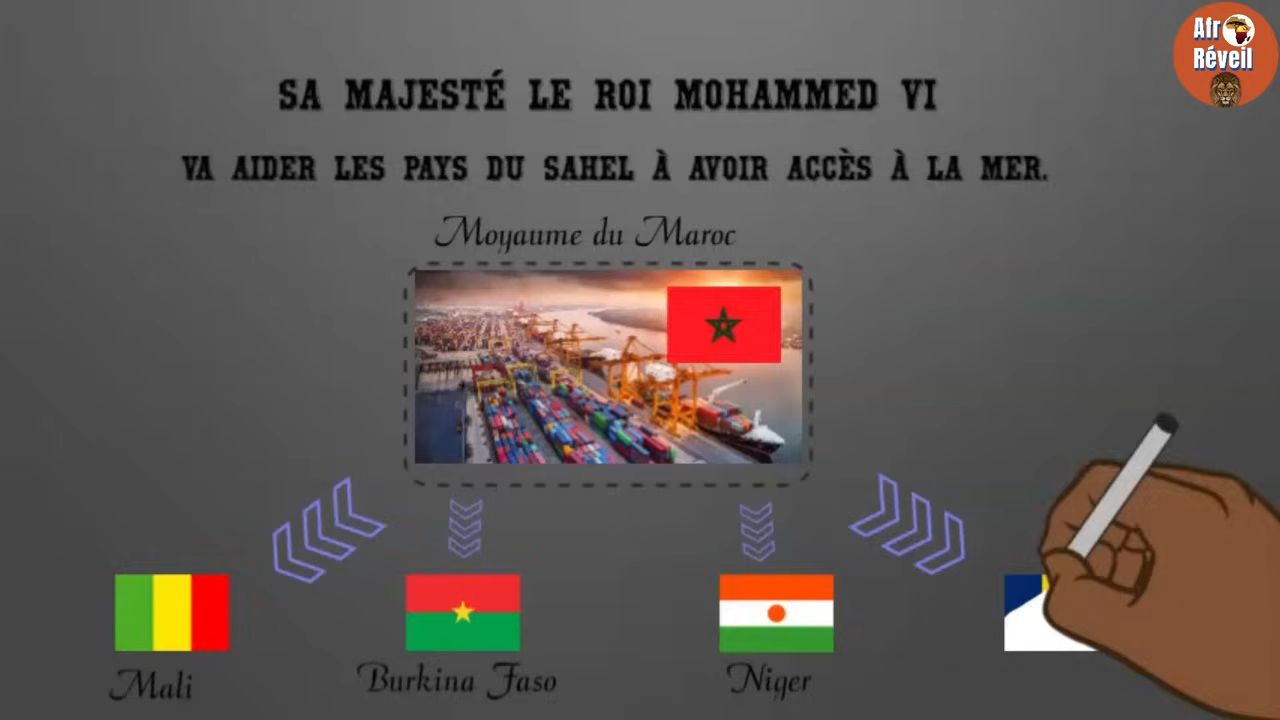 Afr
Réveil
SA MAJESTÉ LE ROI MOHAMMED VI
VA AIDER LES PAYS DU SAHEL À AVOIR ACCÈS À LA MER.
Moyaume du Maroc
Mali
Burkina Faso
Niger